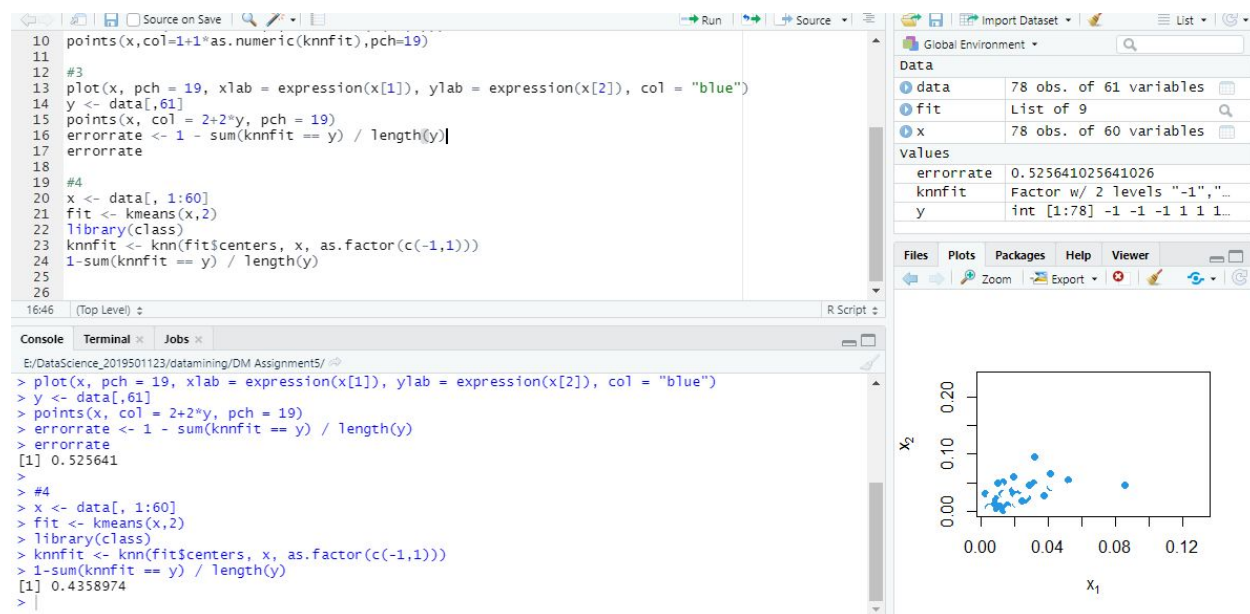 Source on Save
Run
Source
10 points(x,col=1+1*as.numeric(knnfit),pch=19)
11
12 #3
13 plot(x, pch = 19, xlab = expression(x[1]), ylab = expression(x[2]), col = "blue")
14 y <- data[,61]
15 points(x, col = 2+2*y, pch = 19)
16 errorrate <- 1 - sum(knnfit == y) / length(y)
17 errorrate
18
19 #4
20 x <- data[, 1:60]
21 fit <- kmeans(x,2)
22 library(class)
23 knnfit <- knn(fit$centers, x, as.factor(c(-1,1)))
24 1-sum(knnfit == y) / length(y)
25
26
16:46 (Top Level) R Script
Console Terminal Jobs
E:/DataScience_2019501123/datamining/DM Assignment5/
> plot(x, pch = 19, xlab = expression(x[1]), ylab = expression(x[2]), col = "blue")
> y <- data[,61]
> points(x, col = 2+2*y, pch = 19)
> errorrate <- 1 - sum(knnfit == y) / length(y)
> errorrate
[1] 0.525641
>
> #4
> x <- data[, 1:60]
> fit <- kmeans(x,2)
> library(class)
> knnfit <- knn(fit$centers, x, as.factor(c(-1,1)))
> 1-sum(knnfit == y) / length(y)
[1] 0.4358974
>
Import Dataset List
Global Environment
Data
data 78 obs. of 61 variables
fit List of 9
x 78 obs. of 60 variables
Values
errorrate 0.525641025641026
knnfit Factor w/ 2 levels "-1","…
y int [1:78] -1 -1 -1 1 1 1…
Files Plots Packages Help Viewer
Zoom Export
0.20
0.10
0.00
x2
0.00 0.04 0.08 0.12
x1